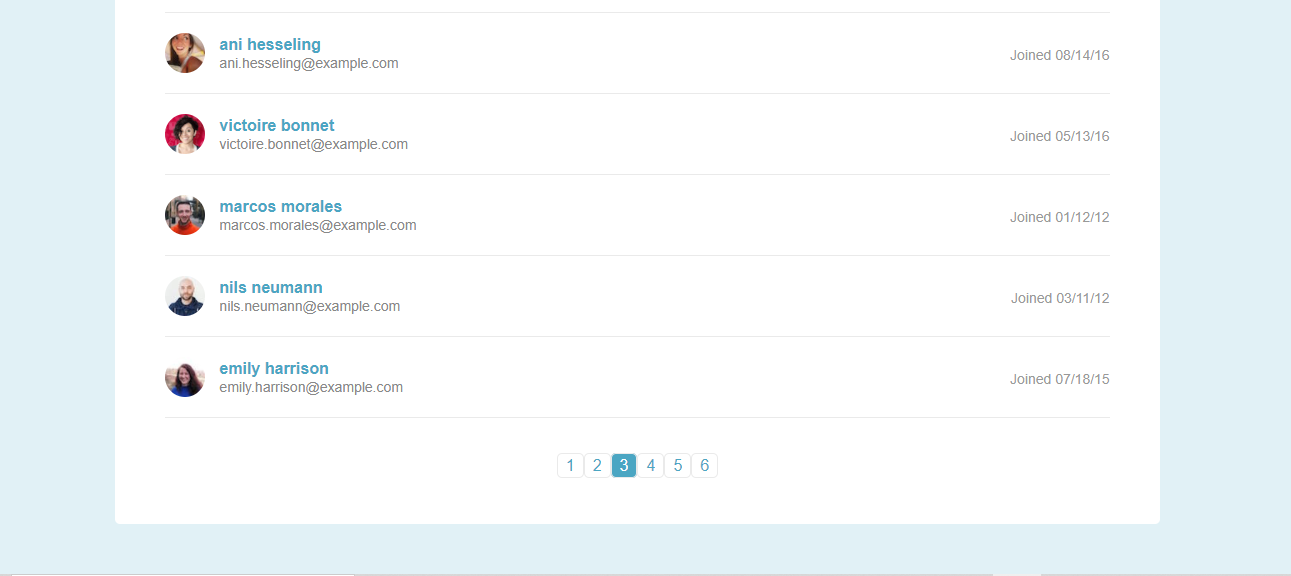 ani hesseling
ani.hesseling@example.com
Joined 08/14/16
victoire bonnet
victoire.bonnet@example.com
Joined 05/13/16
marcos morales
marcos.morales@example.com
Joined 01/12/12
nils neumann
nils.neumann@example.com
Joined 03/11/12
emily harrison
emily.harrison@example.com
Joined 07/18/15
1 2 3 4 5 6